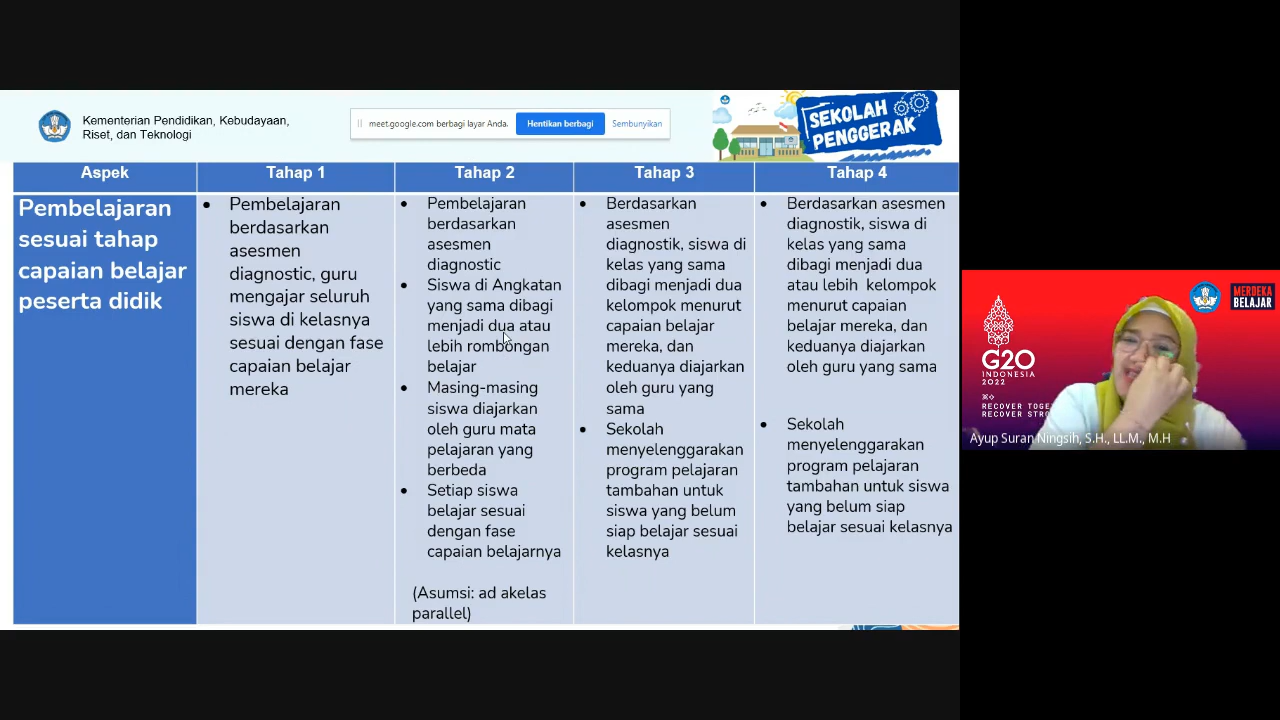 Kementerian Pendidikan, Kebudayaan,
Riset, dan Teknologi
meet.google.com berbagi layar Anda.
Hentikan berbagi
Sembunyikan
SEKOLAH
PENGGERAK
Aspek
Tahap 1
Tahap 2
Tahap 3
Tahap 4
Pembelajaran
sesuai tahap
capaian belajar
peserta didik
• Pembelajaran
berdasarkan
asesmen
diagnostic, guru
mengajar seluruh
siswa di kelasnya
sesuai dengan fase
capaian belajar
mereka
• Pembelajaran
berdasarkan
asesmen
diagnostic
• Siswa di Angkatan
yang sama dibagi
menjadi dua atau
lebih rombongan
belajar
• Masing-masing
siswa diajarkan
oleh guru mata
pelajaran yang
berbeda
• Setiap siswa
belajar sesuai
dengan fase
capaian belajarnya
(Asumsi: ad akelas
parallel)
• Berdasarkan
asesmen
diagnostik, siswa di
kelas yang sama
dibagi menjadi dua
kelompok menurut
capaian belajar
mereka, dan
keduanya diajarkan
oleh guru yang
sama
• Sekolah
menyelenggarakan
program pelajaran
tambahan untuk
siswa yang belum
siap belajar sesuai
kelasnya
• Berdasarkan asesmen
diagnostik, siswa di
kelas yang sama
dibagi menjadi dua
atau lebih kelompok
menurut capaian
belajar mereka, dan
keduanya diajarkan
oleh guru yang sama
• Sekolah
menyelenggarakan
program pelajaran
tambahan untuk siswa
yang belum siap
belajar sesuai kelasnya
MERDEKA
BELAJAR
G20
INDONESIA
2022
RECOVER TOGE
RECOVER STRO
Ayup Suran Ningsih, S.H., LL.M., M.H